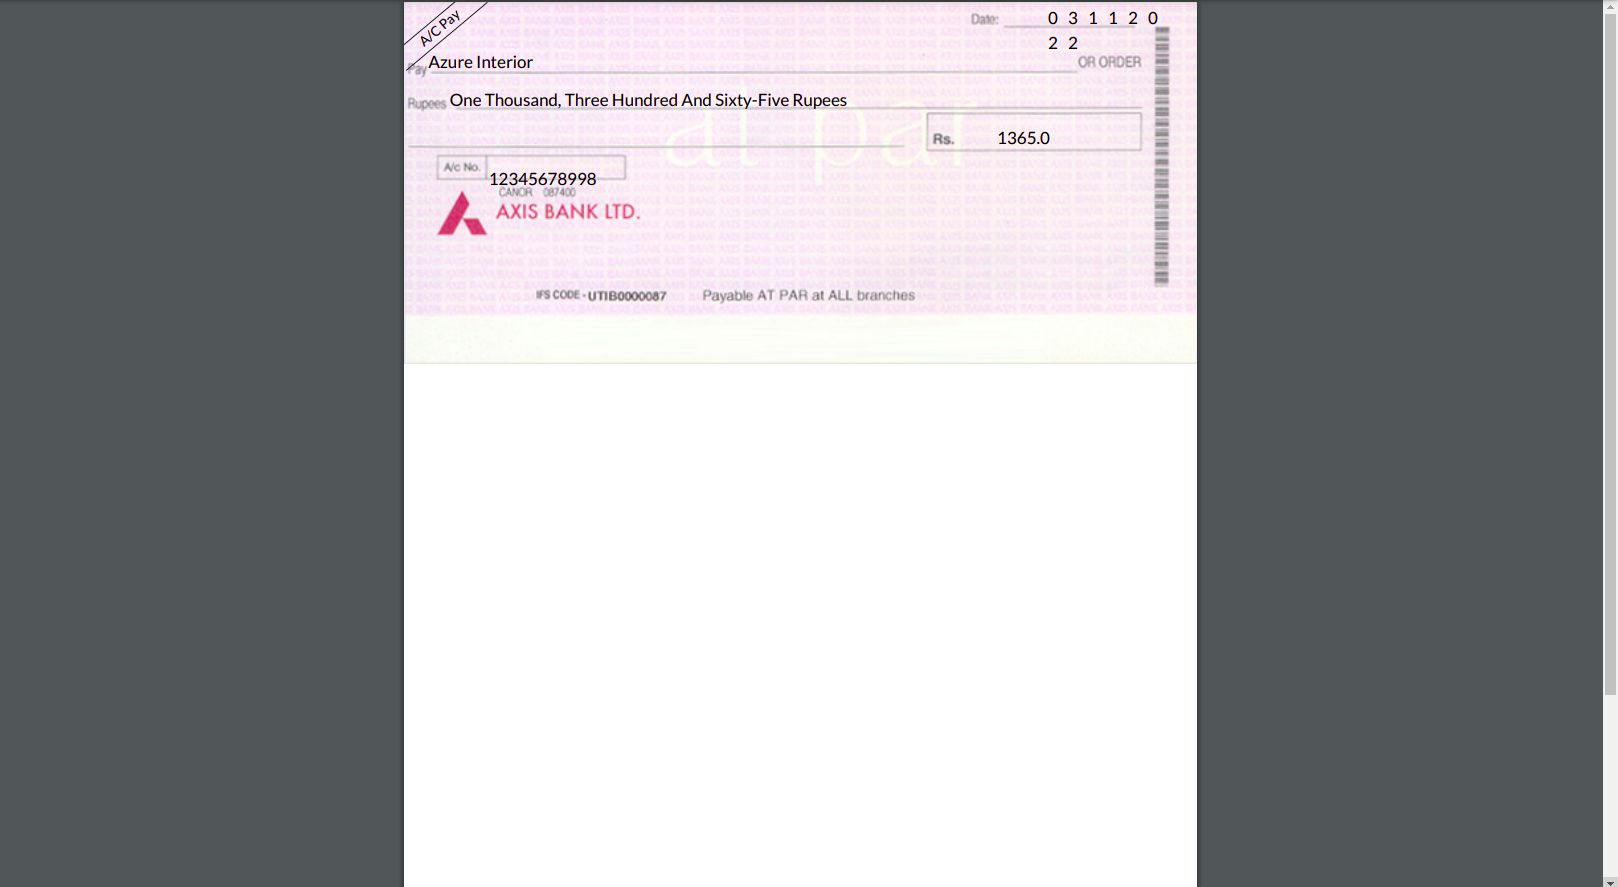 A/C Pay
Date: 0 3 1 1 2 0
2 2
Pay Azure Interior OR ORDER
Rupees One Thousand, Three Hundred And Sixty-Five Rupees
at par
Rs. 1365.0
A/c No. 12345678998
CANOR 087400
AXIS BANK LTD.
IFS CODE - UTIB0000087 Payable AT PAR at ALL branches